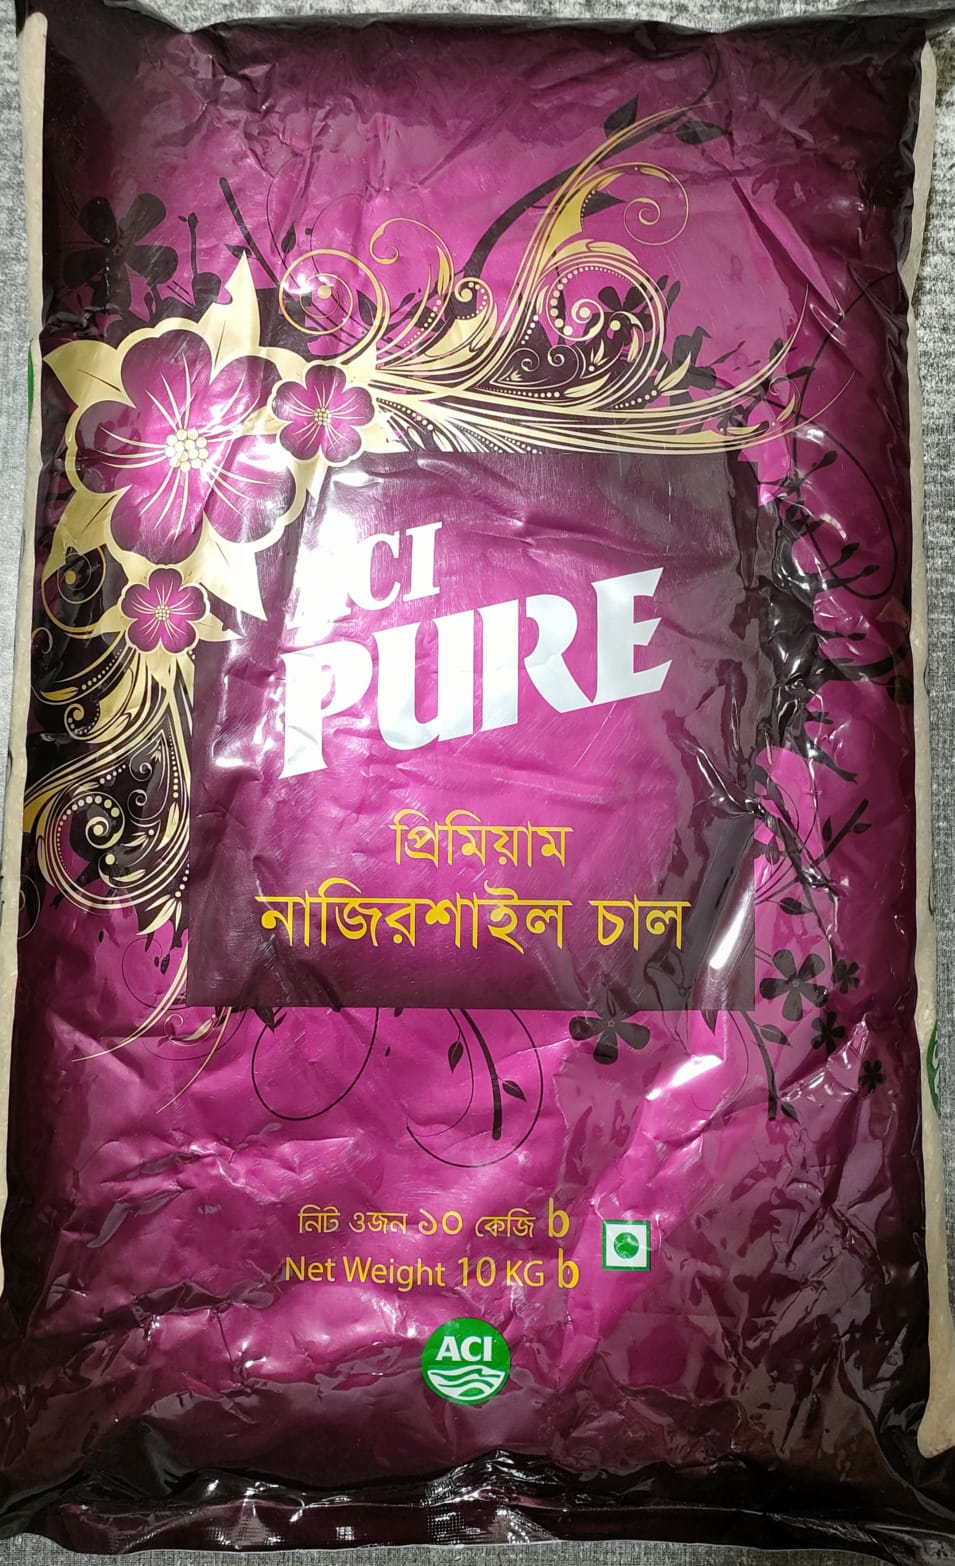 ACI
PURE
প্রিমিয়াম
নাজিরশাইল চাল
নিট ওজন ১০ কেজি b
Net Weight 10 KG b
ACI